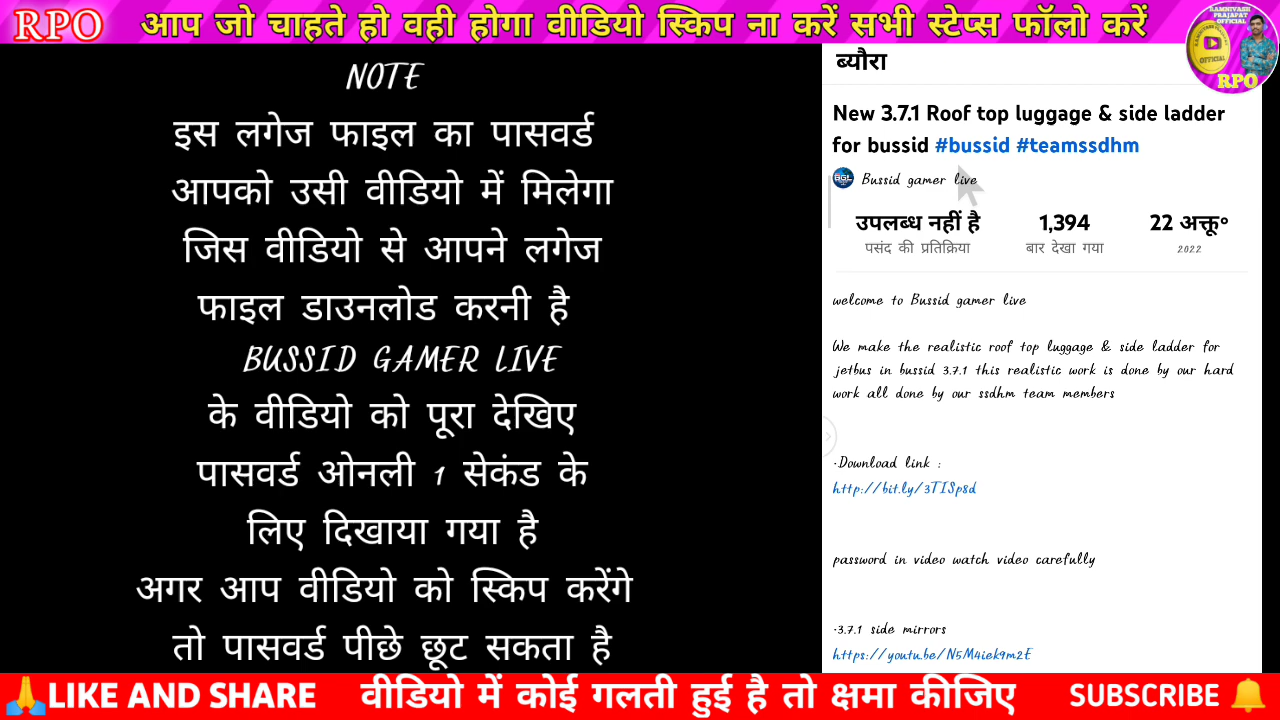 RPO
आप जो चाहते हो वही होगा वीडियो स्किप ना करें सभी स्टेप्स फॉलो करें
RAMNIVASH
PRAJAPAT
OFFICIAL
OFFICIAL
RPO
NOTE
इस लगेज फाइल का पासवर्ड
आपको उसी वीडियो में मिलेगा
जिस वीडियो से आपने लगेज
फाइल डाउनलोड करनी है
BUSSID GAMER LIVE
के वीडियो को पूरा देखिए
पासवर्ड ओनली 1 सेकंड के
लिए दिखाया गया है
अगर आप वीडियो को स्किप करेंगे
तो पासवर्ड पीछे छूट सकता है
ब्यौरा
New 3.7.1 Roof top luggage & side ladder
for bussid #bussid #teamssdhm
BGL
Bussid gamer live
उपलब्ध नहीं है 1,394 22 अक्तू॰
पसंद की प्रतिक्रिया बार देखा गया 2022
welcome to Bussid gamer live
We make the realistic roof top luggage & side ladder for
jetbus in bussid 3.7.1 this realistic work is done by our hard
work all done by our ssdhm team members
•Download link :
http://bit.ly/3TISp8d
password in video watch video carefully
•3.7.1 side mirrors
https://youtu.be/N5M4iek9m2E
🙏LIKE AND SHARE वीडियो में कोई गलती हुई है तो क्षमा कीजिए SUBSCRIBE 🔔